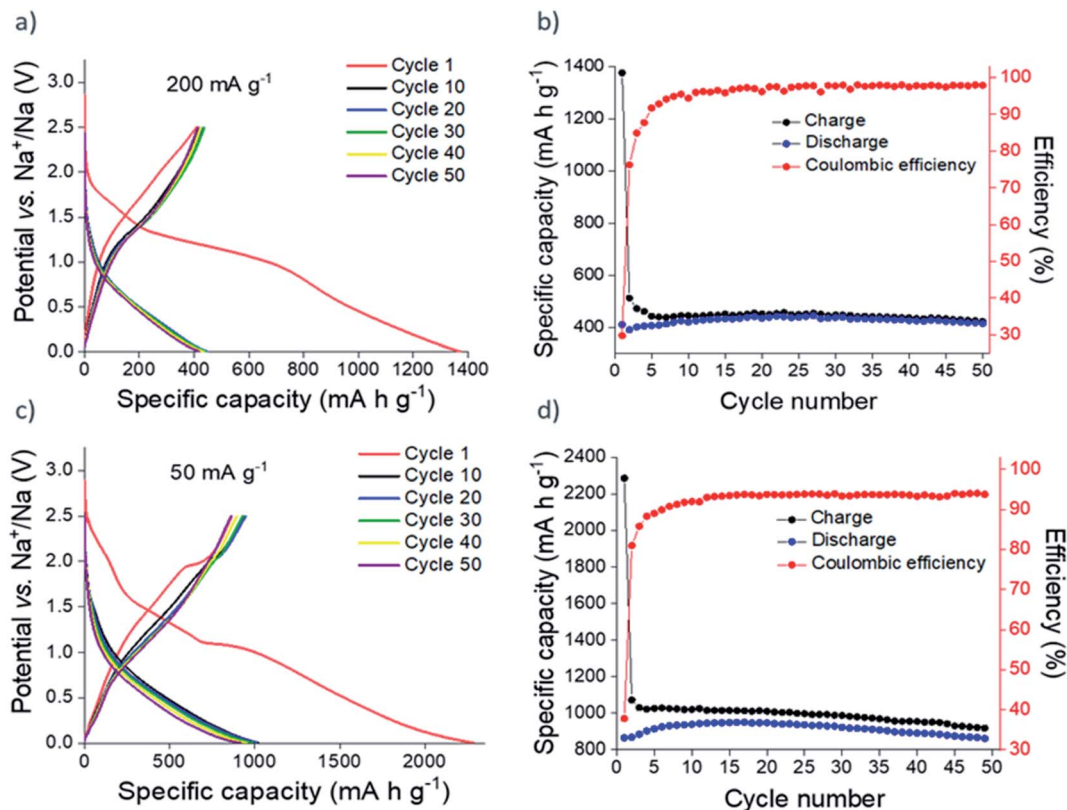 a)
Potential vs. Na⁺/Na (V)
3.0
2.5
2.0
1.5
1.0
0.5
0.0
200 mA g⁻¹
Cycle 1
Cycle 10
Cycle 20
Cycle 30
Cycle 40
Cycle 50
0 200 400 600 800 1000 1200 1400
Specific capacity (mA h g⁻¹)
b)
Specific capacity (mA h g⁻¹)
1400
1200
1000
800
600
400
Charge
Discharge
Coulombic efficiency
100
90
80
70
60
50
40
30
Efficiency (%)
0 5 10 15 20 25 30 35 40 45 50
Cycle number
c)
Potential vs. Na⁺/Na (V)
3.0
2.5
2.0
1.5
1.0
0.5
0.0
50 mA g⁻¹
Cycle 1
Cycle 10
Cycle 20
Cycle 30
Cycle 40
Cycle 50
0 500 1000 1500 2000
Specific capacity (mA h g⁻¹)
d)
Specific capacity (mA h g⁻¹)
2400
2200
2000
1800
1600
1400
1200
1000
800
Charge
Discharge
Coulombic efficiency
100
90
80
70
60
50
40
30
Efficiency (%)
0 5 10 15 20 25 30 35 40 45 50
Cycle number